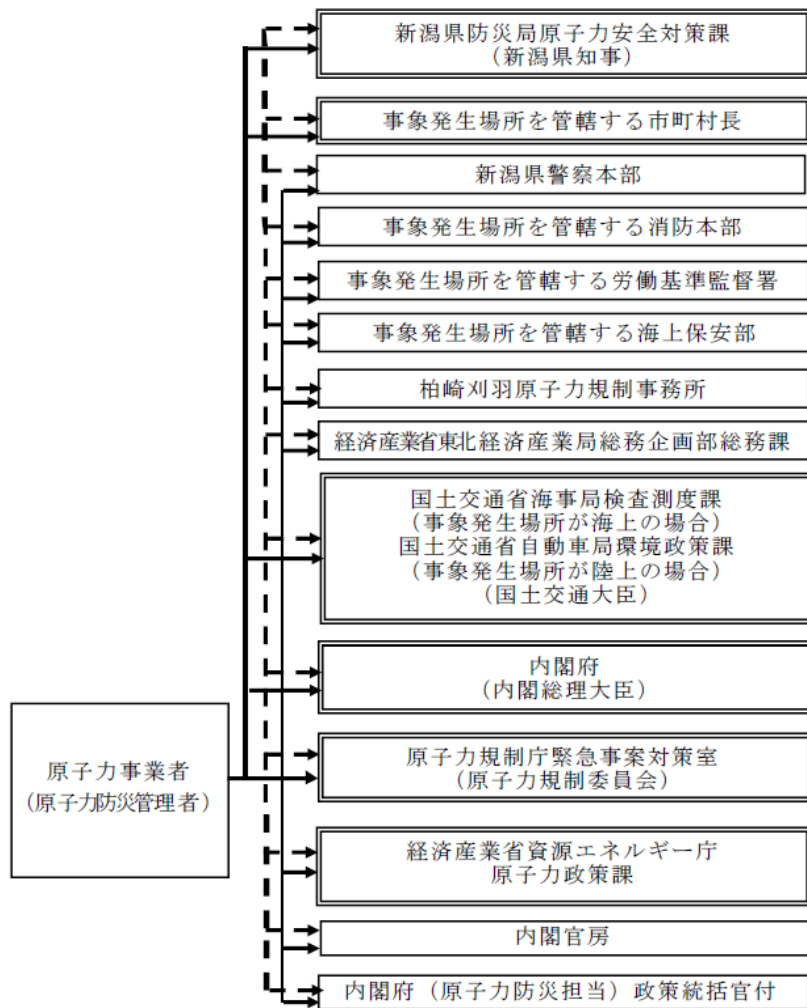 新潟県防災局原子力安全対策課
（新潟県知事）
事象発生場所を管轄する市町村長
新潟県警察本部
事象発生場所を管轄する消防本部
事象発生場所を管轄する労働基準監督署
事象発生場所を管轄する海上保安部
柏崎刈羽原子力規制事務所
経済産業省東北経済産業局総務企画部総務課
国土交通省海事局検査測度課
（事象発生場所が海上の場合）
国土交通省自動車局環境政策課
（事象発生場所が陸上の場合）
（国土交通大臣）
内閣府
（内閣総理大臣）
原子力事業者
（原子力防災管理者）
原子力規制庁緊急事案対策室
（原子力規制委員会）
経済産業省資源エネルギー庁
原子力政策課
内閣官房
内閣府（原子力防災担当）政策統括官付